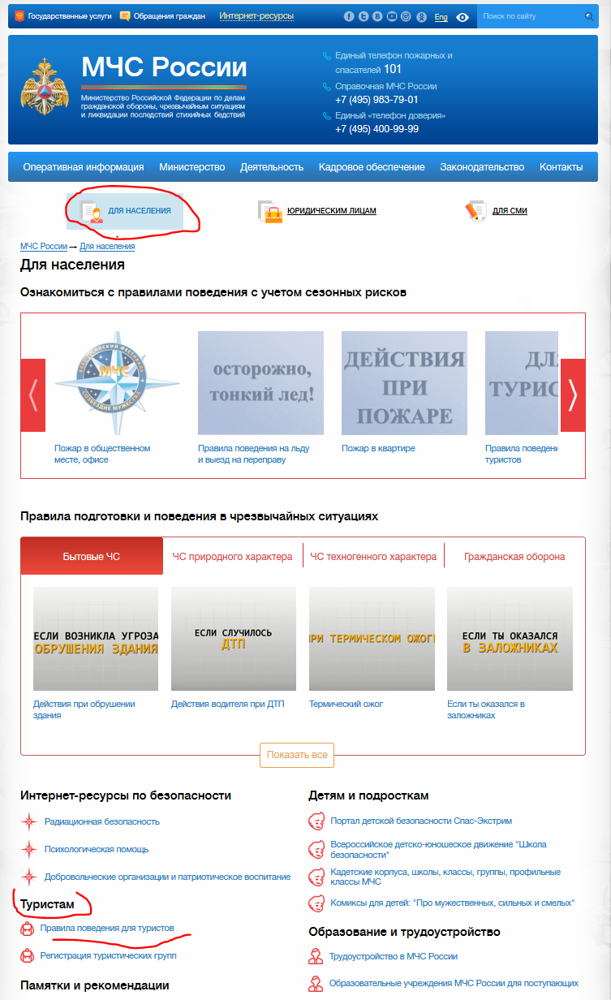 Государственные услуги Обращения граждан Интернет-ресурсы Eng Поиск по сайту
МЧС России
Министерство Российской Федерации по делам
гражданской обороны, чрезвычайным ситуациям
и ликвидации последствий стихийных бедствий
Единый телефон пожарных и
спасателей 101
Справочная МЧС России
+7 (495) 983-79-01
Единый «телефон доверия»
+7 (495) 400-99-99
Оперативная информация Министерство Деятельность Кадровое обеспечение Законодательство Контакты
ДЛЯ НАСЕЛЕНИЯ ЮРИДИЧЕСКИМ ЛИЦАМ ДЛЯ СМИ
МЧС России → Для населения
Для населения
Ознакомиться с правилами поведения с учетом сезонных рисков
ВСЕРОССИЙСКИЙ ФЕСТИВАЛЬ
МЧС
СОЗВЕЗДИЕ МУЖЕСТВА
осторожно,
тонкий лед!
ДЕЙСТВИЯ
ПРИ
ПОЖАРЕ
ДЛ
ТУРИС
Пожар в общественном
месте, офисе
Правила поведения на льду
и выезд на переправу
Пожар в квартире
Правила поведени
туристов
Правила подготовки и поведения в чрезвычайных ситуациях
Бытовые ЧС ЧС природного характера ЧС техногенного характера Гражданская оборона
ЕСЛИ ВОЗНИКЛА УГРОЗА
ОБРУШЕНИЯ ЗДАНИЯ
ЕСЛИ СЛУЧИЛОСЬ
ДТП
ПРИ ТЕРМИЧЕСКОМ ОЖОГЕ
ЕСЛИ ТЫ ОКАЗАЛСЯ
В ЗАЛОЖНИКАХ
Действия при обрушении
здания
Действия водителя при ДТП
Термический ожог
Если ты оказался в
заложниках
Показать все
Интернет-ресурсы по безопасности
Радиационная безопасность
Психологическая помощь
Добровольческие организации и патриотическое воспитание
Туристам
Правила поведения для туристов
Регистрация туристических групп
Памятки и рекомендации
Детям и подросткам
Портал детской безопасности Спас-Экстрим
Всероссийское детско-юношеское движение "Школа
безопасности"
Кадетские корпуса, школы, классы, группы, профильные
классы МЧС
Комиксы для детей: "Про мужественных, сильных и смелых"
Образование и трудоустройство
Трудоустройство в МЧС России
Образовательные учреждения МЧС России для поступающих